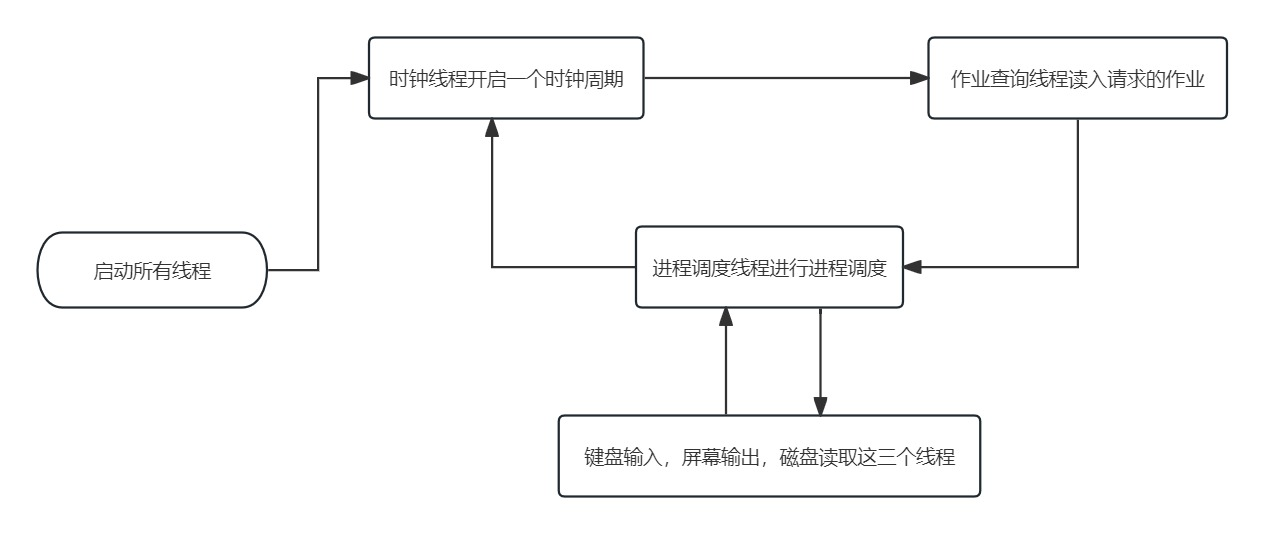 时钟线程开启一个时钟周期
作业查询线程读入请求的作业
启动所有线程
进程调度线程进行进程调度
键盘输入，屏幕输出，磁盘读取这三个线程